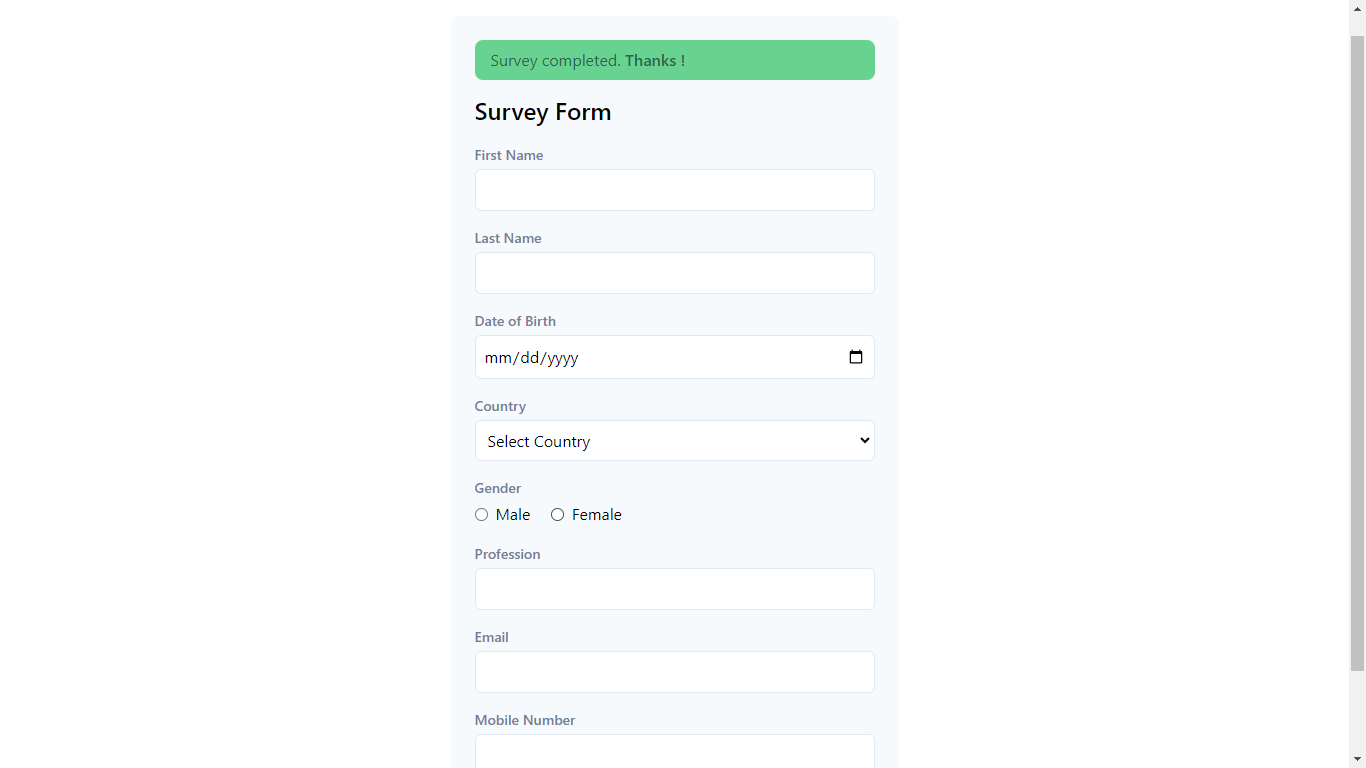 Survey completed. Thanks !
Survey Form
First Name
Last Name
Date of Birth
mm/dd/yyyy
Country
Select Country
Gender
Male Female
Profession
Email
Mobile Number